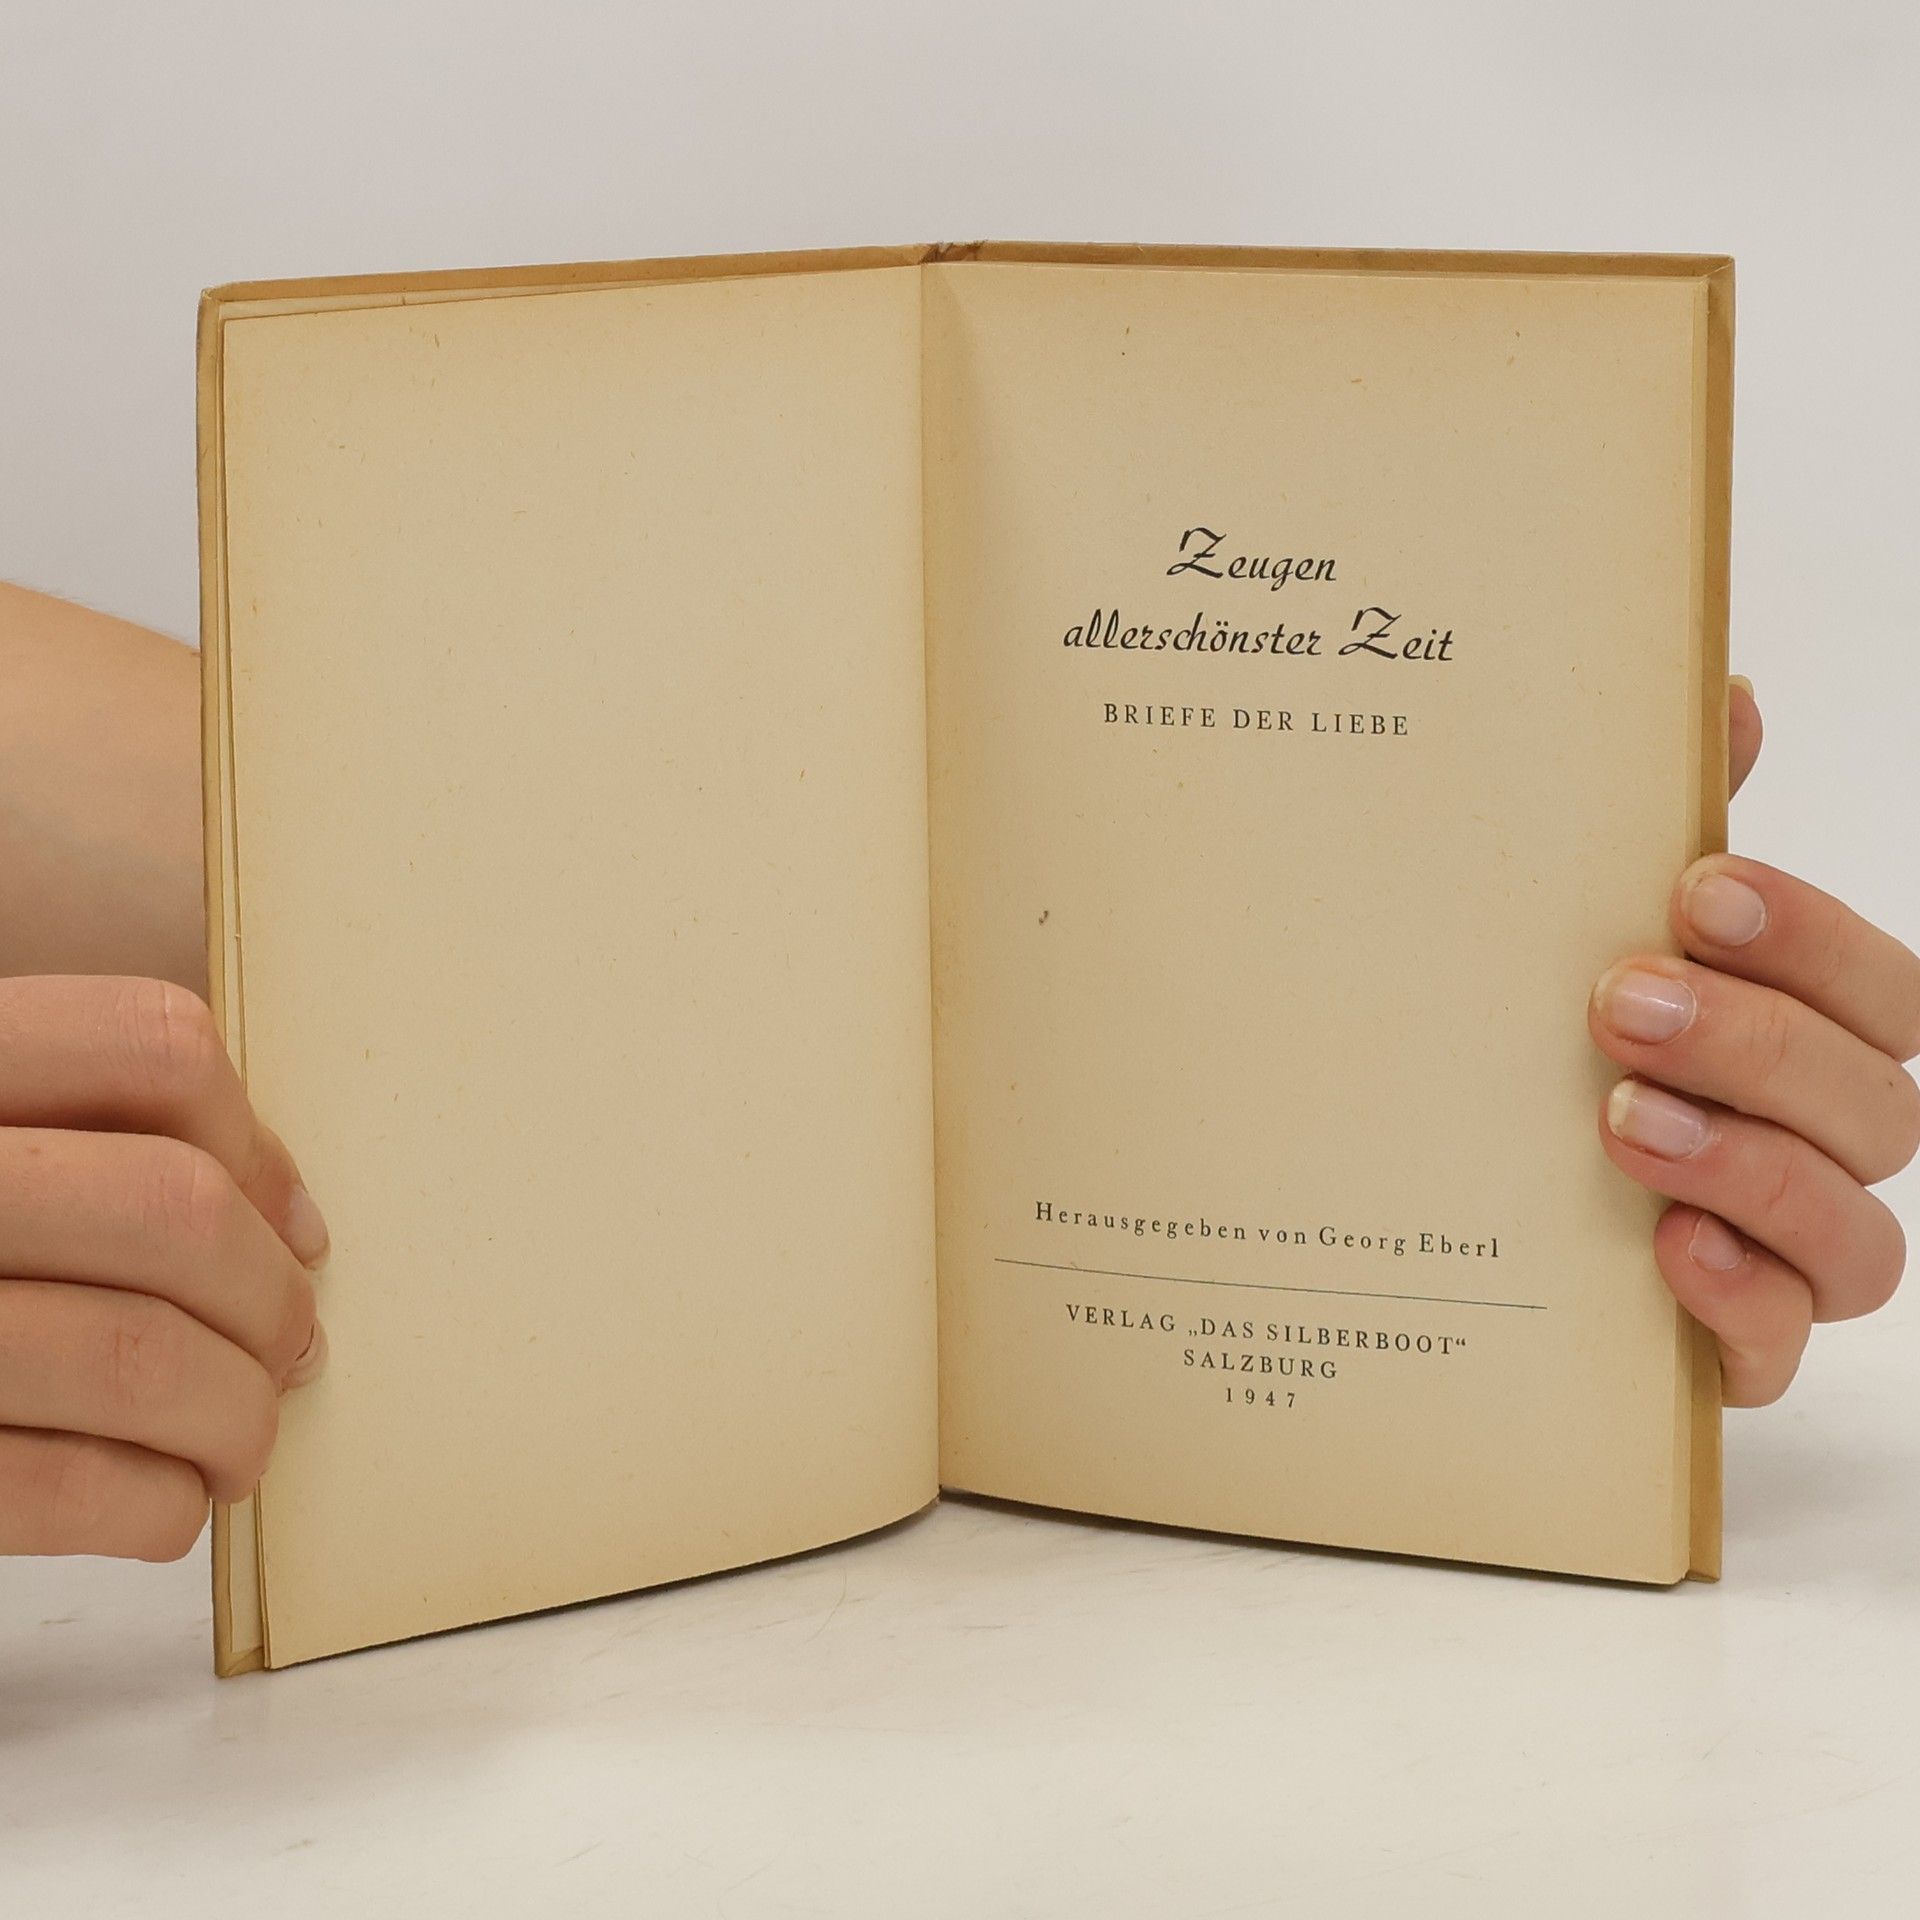 Zeugen
allerschönster Zeit
BRIEFE DER LIEBE
Herausgegeben von Georg Eberl
VERLAG „DAS SILBERBOOT“
SALZBURG
1947